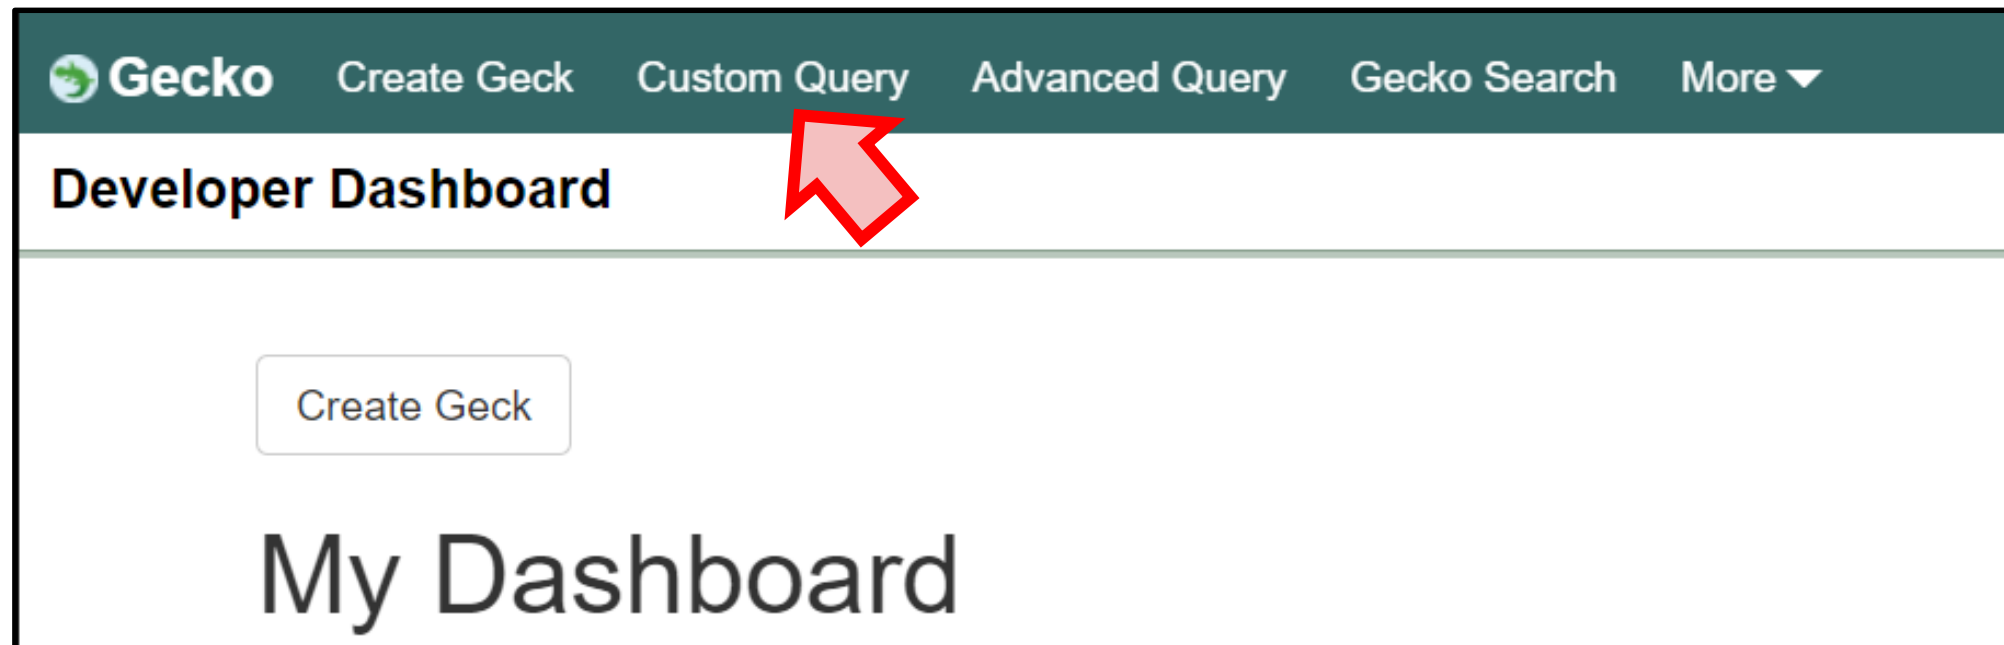 Gecko Create Geck Custom Query Advanced Query Gecko Search More
Developer Dashboard
Create Geck
My Dashboard